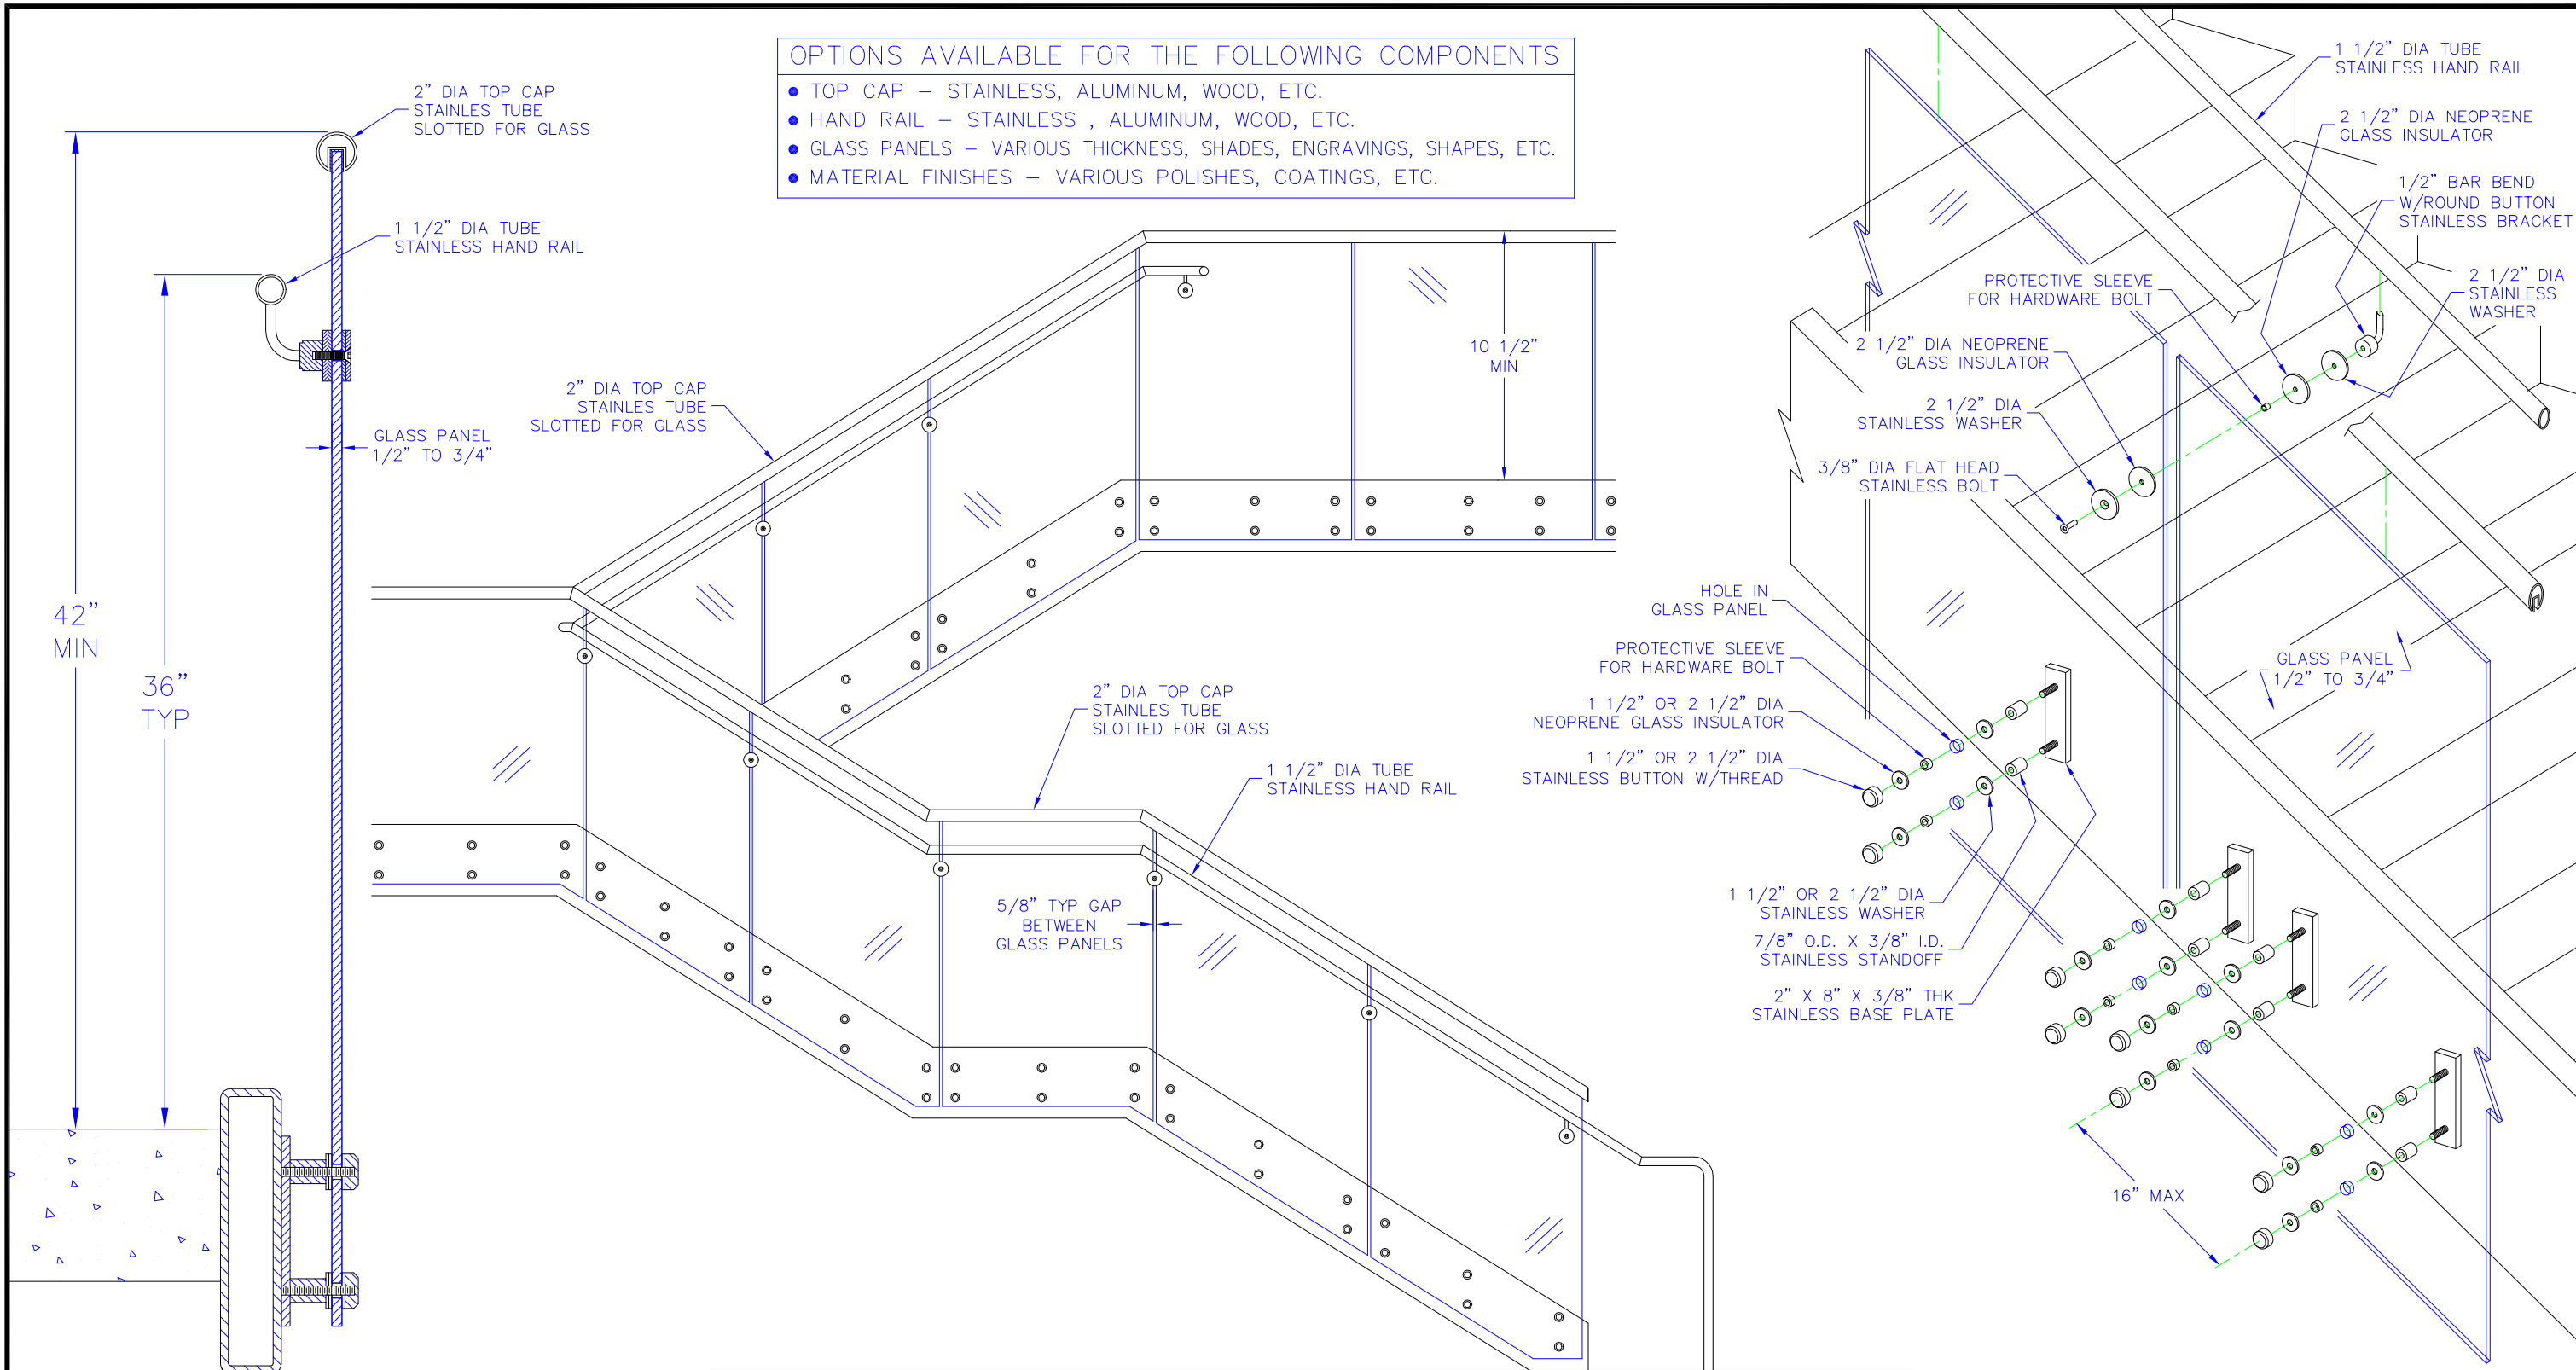 OPTIONS AVAILABLE FOR THE FOLLOWING COMPONENTS
● TOP CAP – STAINLESS, ALUMINUM, WOOD, ETC.
● HAND RAIL – STAINLESS , ALUMINUM, WOOD, ETC.
● GLASS PANELS – VARIOUS THICKNESS, SHADES, ENGRAVINGS, SHAPES, ETC.
● MATERIAL FINISHES – VARIOUS POLISHES, COATINGS, ETC.
2” DIA TOP CAP
STAINLES TUBE
SLOTTED FOR GLASS
1 1/2” DIA TUBE
STAINLESS HAND RAIL
GLASS PANEL
1/2” TO 3/4”
42”
MIN
36”
TYP
2” DIA TOP CAP
STAINLES TUBE
SLOTTED FOR GLASS
10 1/2”
MIN
2” DIA TOP CAP
STAINLES TUBE
SLOTTED FOR GLASS
1 1/2” DIA TUBE
STAINLESS HAND RAIL
5/8” TYP GAP
BETWEEN
GLASS PANELS
1 1/2” DIA TUBE
STAINLESS HAND RAIL
2 1/2” DIA NEOPRENE
GLASS INSULATOR
1/2” BAR BEND
W/ROUND BUTTON
STAINLESS BRACKET
2 1/2” DIA
STAINLESS
WASHER
PROTECTIVE SLEEVE
FOR HARDWARE BOLT
2 1/2” DIA NEOPRENE
GLASS INSULATOR
2 1/2” DIA
STAINLESS WASHER
3/8” DIA FLAT HEAD
STAINLESS BOLT
HOLE IN
GLASS PANEL
PROTECTIVE SLEEVE
FOR HARDWARE BOLT
1 1/2” OR 2 1/2” DIA
NEOPRENE GLASS INSULATOR
1 1/2” OR 2 1/2” DIA
STAINLESS BUTTON W/THREAD
GLASS PANEL
1/2” TO 3/4”
1 1/2” OR 2 1/2” DIA
STAINLESS WASHER
7/8” O.D. X 3/8” I.D.
STAINLESS STANDOFF
2” X 8” X 3/8” THK
STAINLESS BASE PLATE
16” MAX